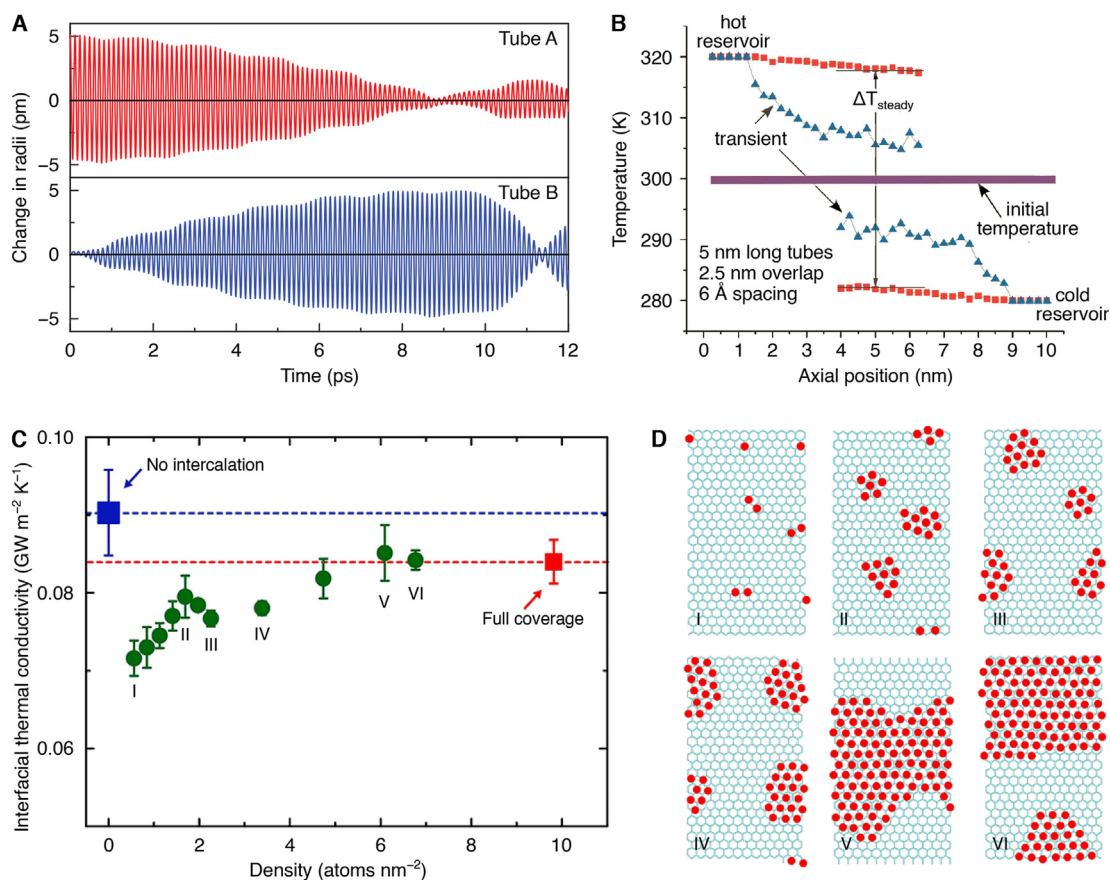 A
Tube A
5
0
−5
Tube B
5
0
−5
Change in radii (pm)
0 2 4 6 8 10 12
Time (ps)
B
hot
reservoir
320
310
300
290
280
Temperature (K)
ΔTsteady
transient
initial
temperature
5 nm long tubes
2.5 nm overlap
6 Å spacing
cold
reservoir
0 1 2 3 4 5 6 7 8 9 10
Axial position (nm)
C
0.10
0.08
0.06
Interfacial thermal conductivity (GW m−2 K−1)
No intercalation
I
II
III
IV
V
VI
Full coverage
0 2 4 6 8 10
Density (atoms nm−2)
D
I
II
III
IV
V
VI